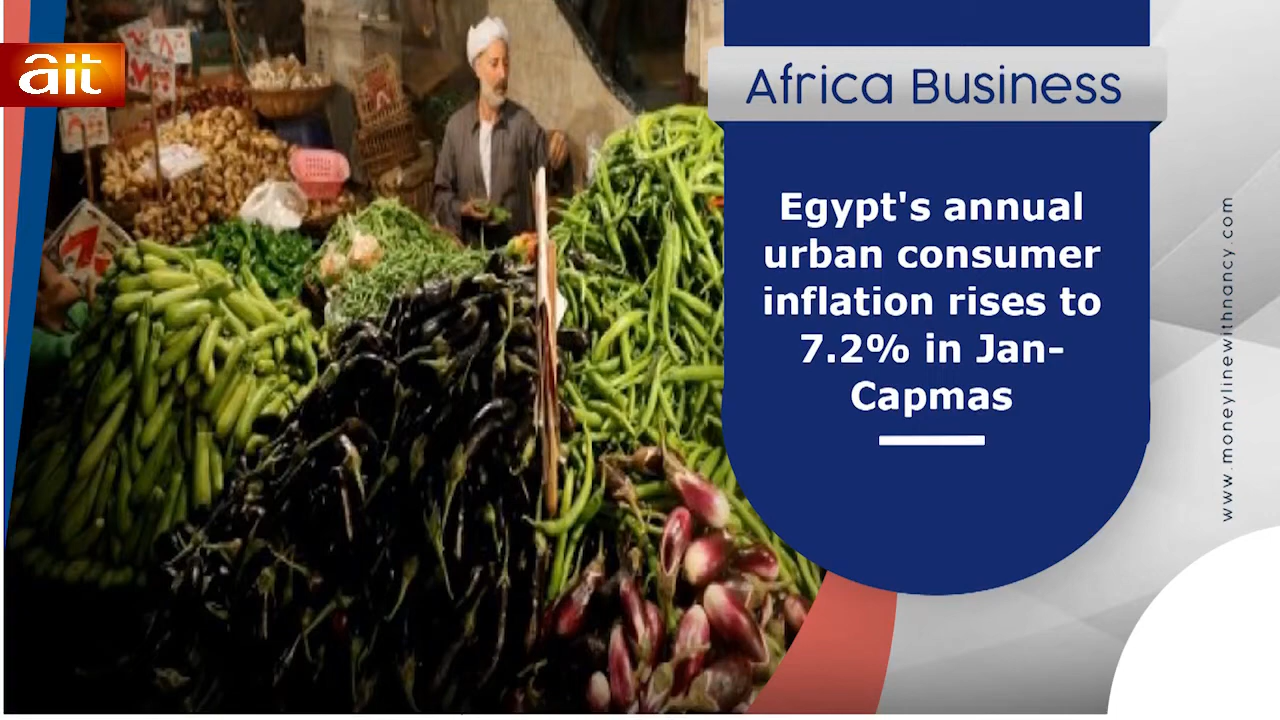 ait
Africa Business
Egypt's annual
urban consumer
inflation rises to
7.2% in Jan-
Capmas
www.moneylinewithnancy.com